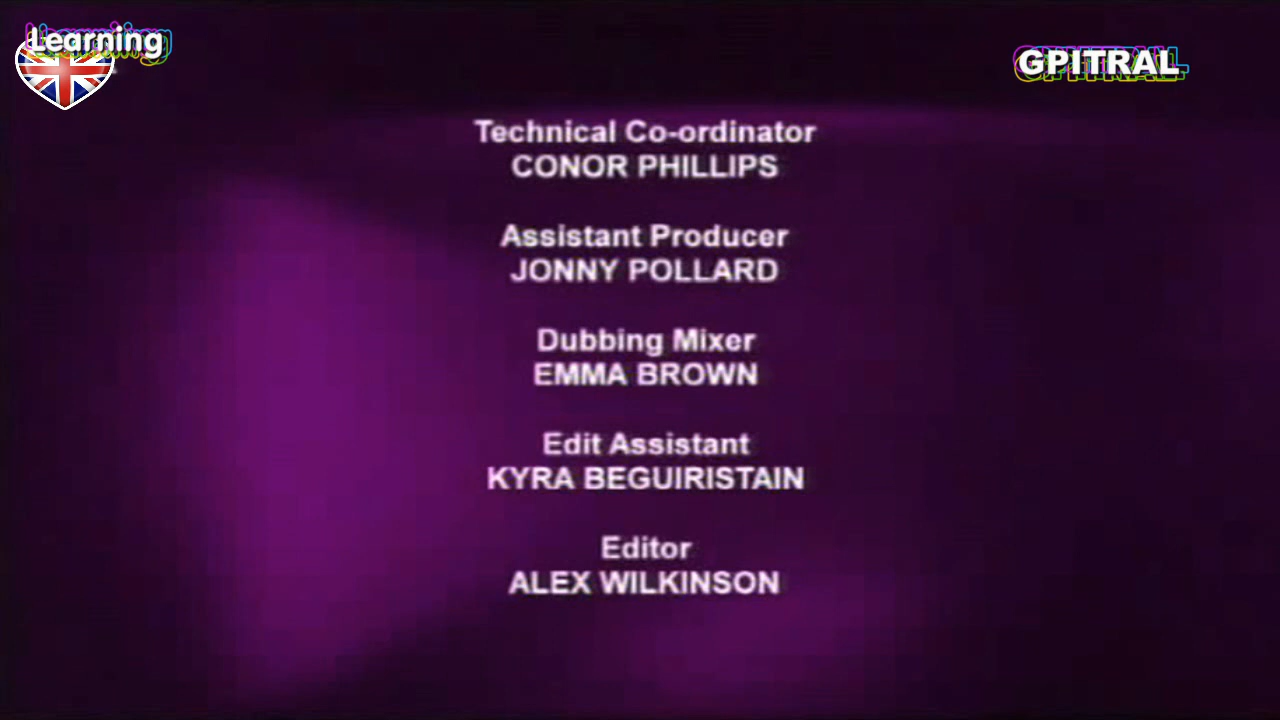 Learning
GPITRAL
Technical Co-ordinator
CONOR PHILLIPS
Assistant Producer
JONNY POLLARD
Dubbing Mixer
EMMA BROWN
Edit Assistant
KYRA BEGUIRISTAIN
Editor
ALEX WILKINSON